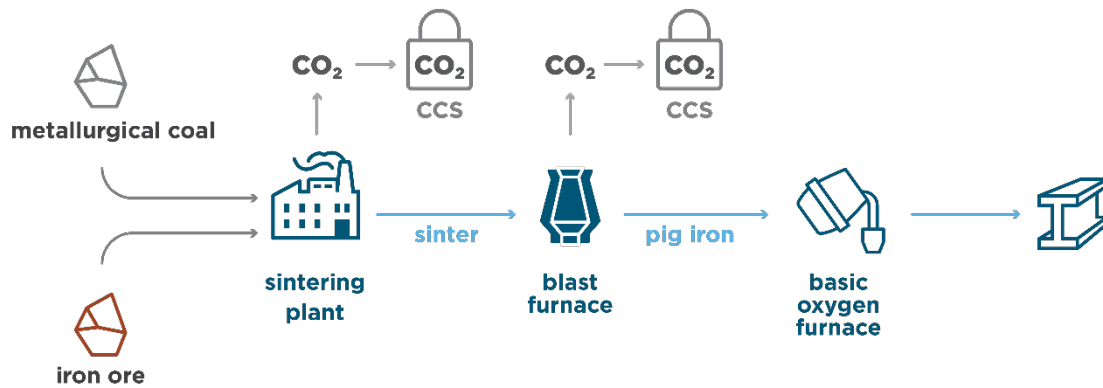 CO₂
CO₂
CCS
CO₂
CO₂
CCS
metallurgical coal
sinter
pig iron
sintering
plant
blast
furnace
basic
oxygen
furnace
iron ore